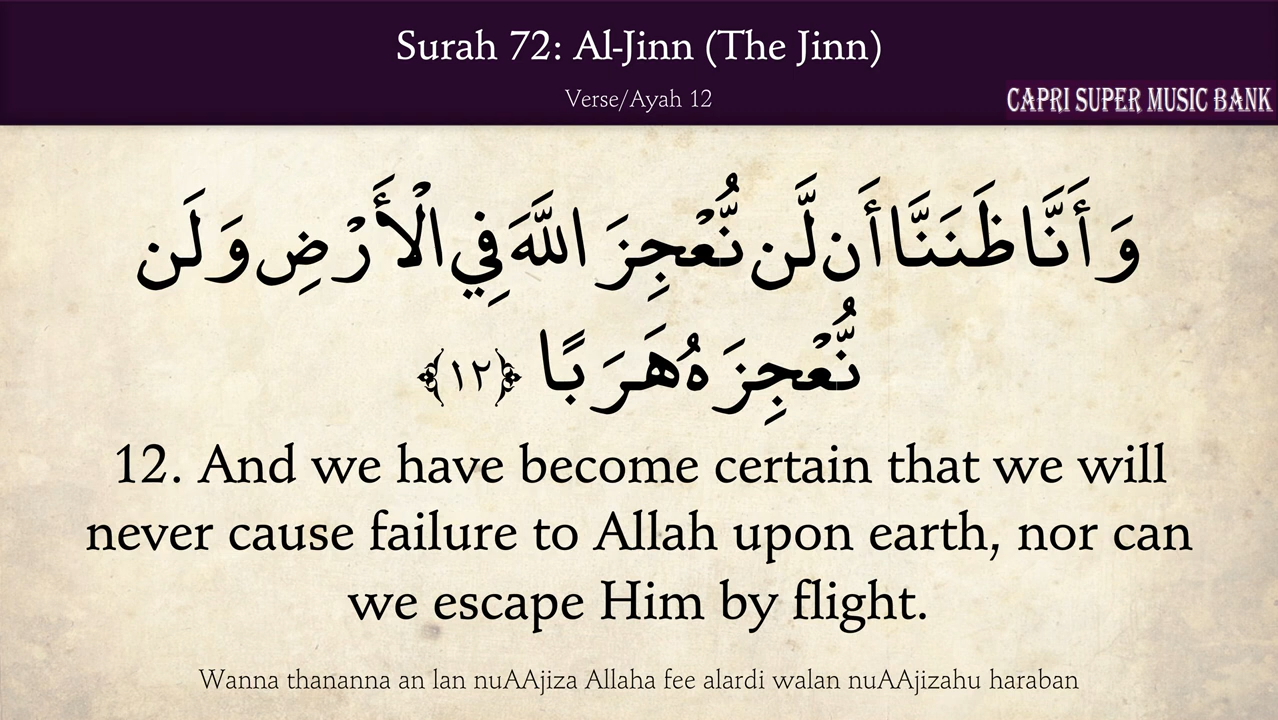 Surah 72: Al-Jinn (The Jinn)
Verse/Ayah 12
CAPRI SUPER MUSIC BANK
وَأَنَّا ظَنَنَّا أَن لَّن نُّعْجِزَ اللَّهَ فِي الْأَرْضِ وَلَن
نُّعْجِزَهُ هَرَبًا ﴿١٢﴾
12. And we have become certain that we will
never cause failure to Allah upon earth, nor can
we escape Him by flight.
Wanna thananna an lan nuAAjiza Allaha fee alardi walan nuAAjizahu haraban